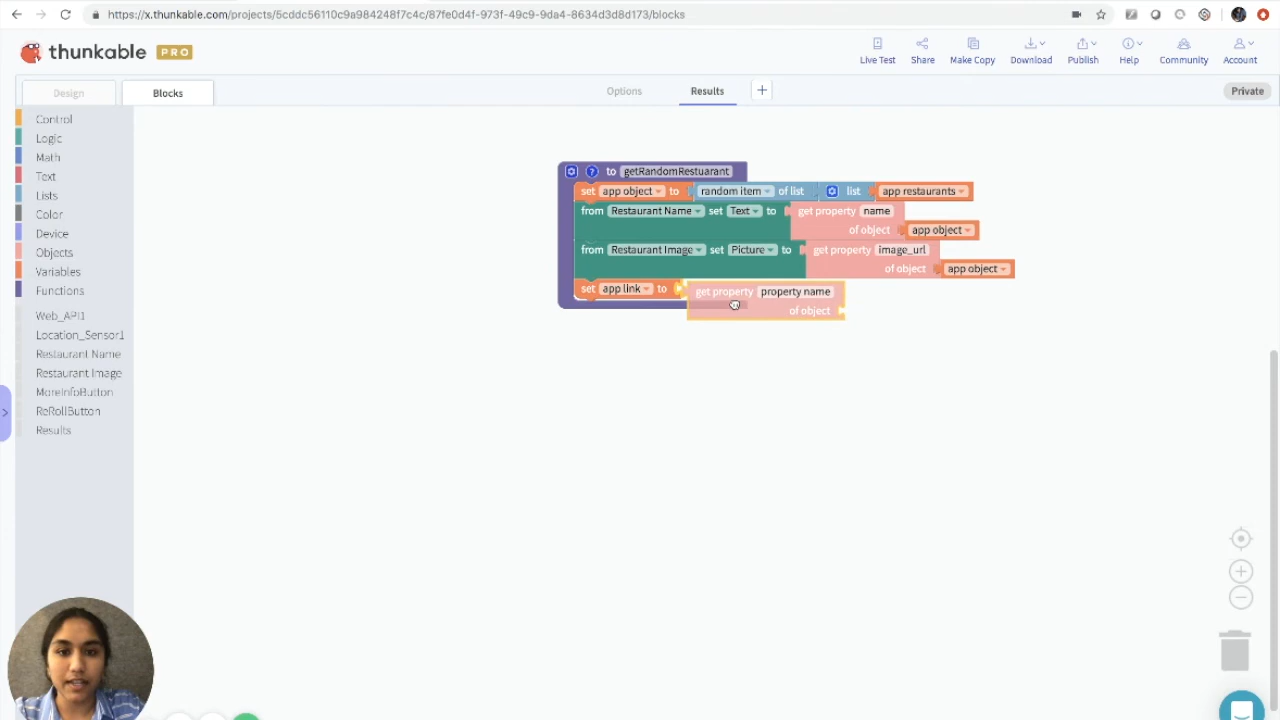 https://x.thunkable.com/projects/5cddc56110c9a984248f7c4c/87fe0d4f-973f-49c9-9da4-8634d3d8d173/blocks
thunkable PRO
Live Test Share Make Copy Download Publish Help Community Account
Design Blocks Options Results + Private
Control
Logic
Math
Text
Lists
Color
Device
Objects
Variables
Functions
Web_API1
Location_Sensor1
Restaurant Name
Restaurant Image
MoreInfoButton
ReRollButton
Results
? to getRandomRestuarant
set app object to random item of list list app restaurants
from Restaurant Name set Text to get property name
of object app object
from Restaurant Image set Picture to get property image_url
of object app object
set app link to get property property name
of object